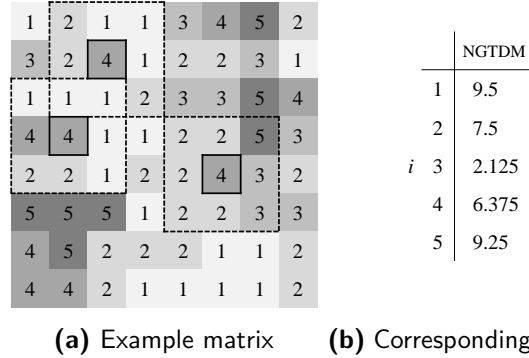 1 2 1 1 3 4 5 2
3 2 4 1 2 2 3 1
1 1 1 2 3 3 5 4
4 4 1 1 2 2 5 3
2 2 1 2 2 4 3 2
5 5 5 1 2 2 3 3
4 5 2 2 2 1 1 2
4 4 2 1 1 1 1 2
(a) Example matrix
NGTDM
1 9.5
2 7.5
i 3 2.125
4 6.375
5 9.25
(b) Corresponding